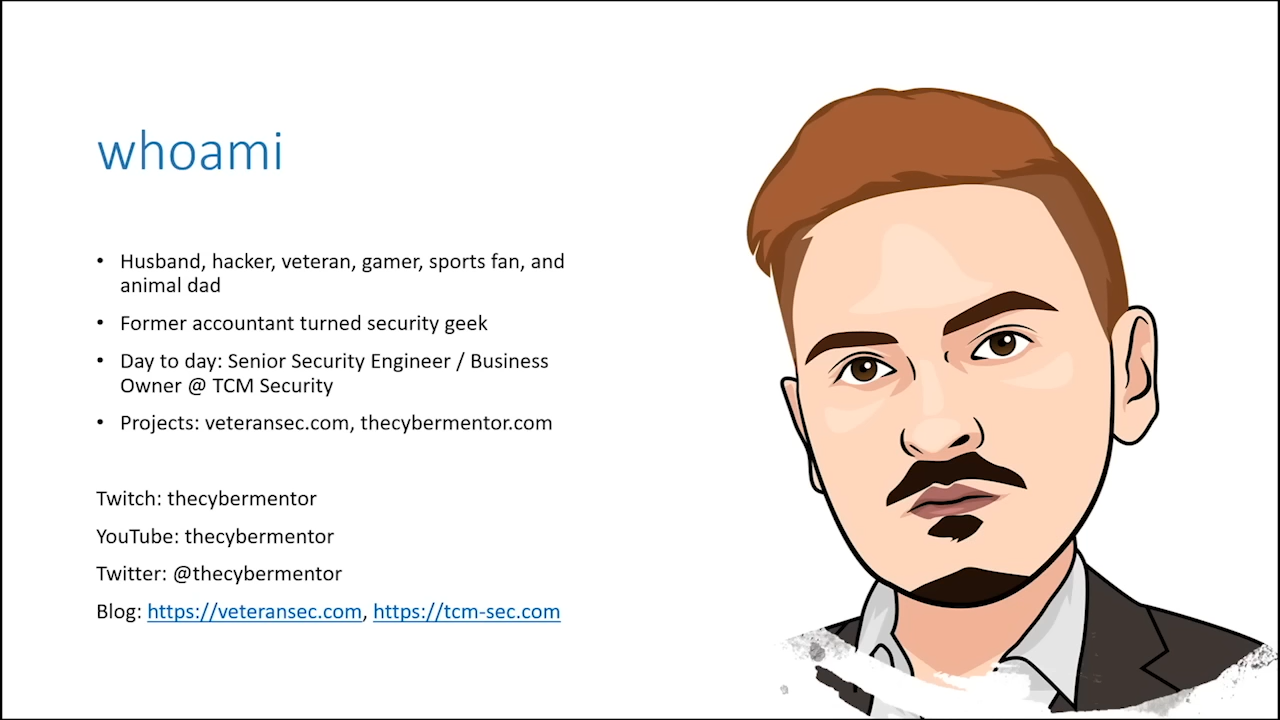 whoami
• Husband, hacker, veteran, gamer, sports fan, and
animal dad
• Former accountant turned security geek
• Day to day: Senior Security Engineer / Business
Owner @ TCM Security
• Projects: veteransec.com, thecybermentor.com
Twitch: thecybermentor
YouTube: thecybermentor
Twitter: @thecybermentor
Blog: https://veteransec.com, https://tcm-sec.com